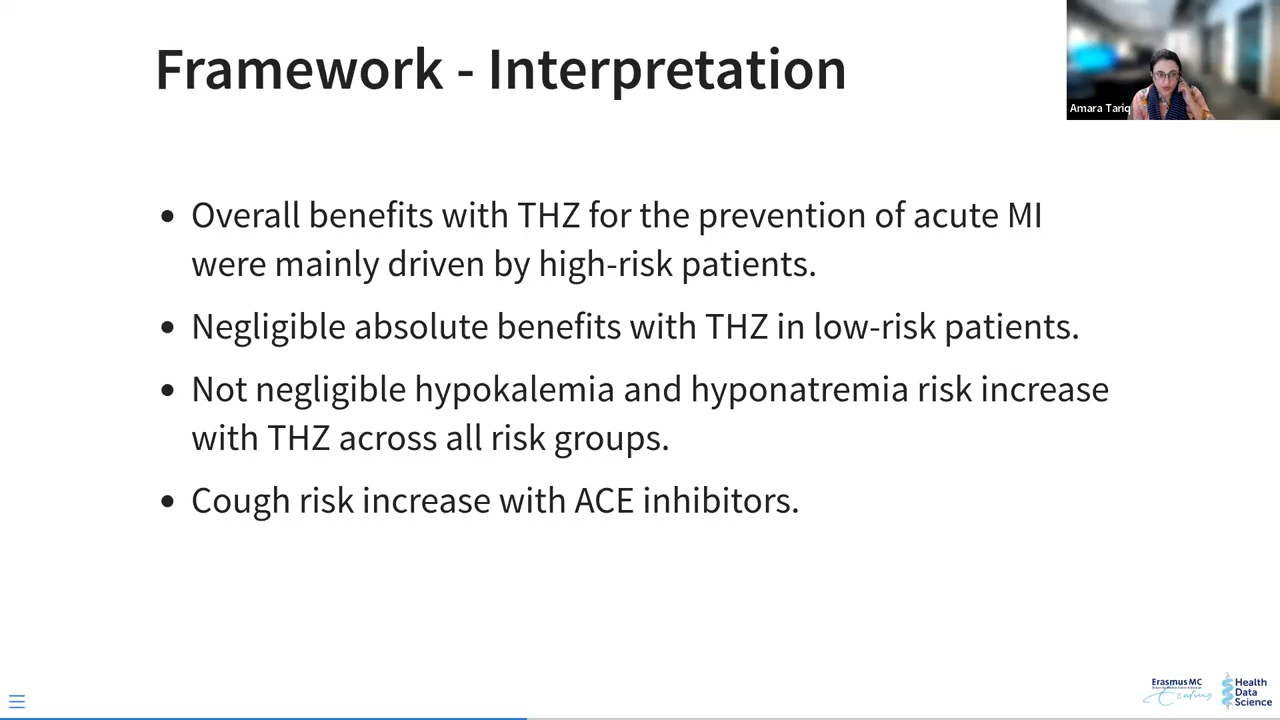 Framework - Interpretation
Amara Tariq
• Overall benefits with THZ for the prevention of acute MI
were mainly driven by high-risk patients.
• Negligible absolute benefits with THZ in low-risk patients.
• Not negligible hypokalemia and hyponatremia risk increase
with THZ across all risk groups.
• Cough risk increase with ACE inhibitors.
Erasmus MC
Health
Data
Science